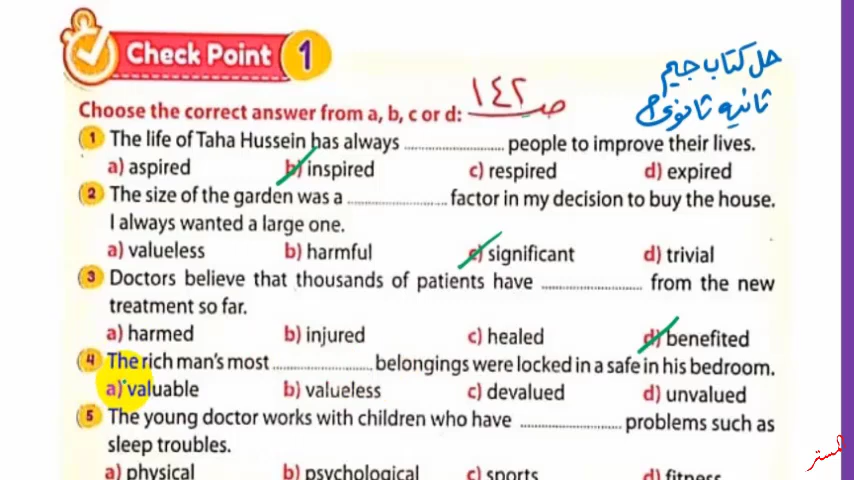 Check Point 1
حل كتاب جيم
ثانيه ثانوى
Choose the correct answer from a, b, c or d: صـ ١٤٢
1 The life of Taha Hussein has always ........................ people to improve their lives.
a) aspired b) inspired c) respired d) expired
2 The size of the garden was a ........................ factor in my decision to buy the house.
I always wanted a large one.
a) valueless b) harmful c) significant d) trivial
3 Doctors believe that thousands of patients have ........................ from the new
treatment so far.
a) harmed b) injured c) healed d) benefited
4 The rich man's most ........................ belongings were locked in a safe in his bedroom.
a) valuable b) valueless c) devalued d) unvalued
5 The young doctor works with children who have ........................ problems such as
sleep troubles.
a) physical b) psychological c) sports d) fitness
مستر